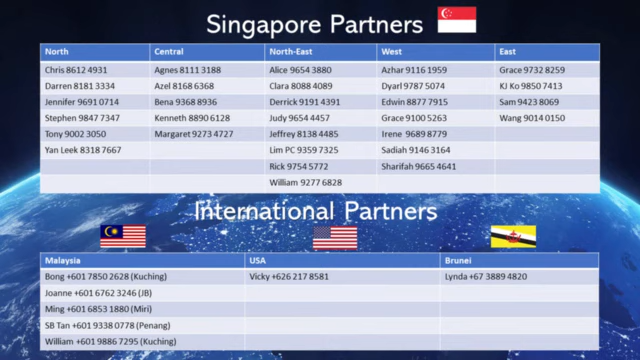 Singapore Partners
North Central North-East West East
Chris 8612 4931 Agnes 8111 3188 Alice 9654 3880 Azhar 9116 1959 Grace 9732 8259
Darren 8181 3334 Azel 8168 6368 Clara 8088 4089 Dyarl 9787 5074 KJ Ko 9850 7413
Jennifer 9691 0714 Bena 9368 8936 Derrick 9191 4391 Edwin 8877 7915 Sam 9423 8069
Stephen 9847 7347 Kenneth 8890 6128 Judy 9654 4457 Grace 9100 5263 Wang 9014 0150
Tony 9002 3050 Margaret 9273 4727 Jeffrey 8138 4485 Irene 9689 8779
Yan Leek 8318 7667 Lim PC 9359 7325 Sadiah 9146 3164
Rick 9754 5772 Sharifah 9665 4641
William 9277 6828
International Partners
Malaysia USA Brunei
Bong +601 7850 2628 (Kuching) Vicky +626 217 8581 Lynda +67 3889 4820
Joanne +601 6762 3246 (JB)
Ming +601 6853 1880 (Miri)
SB Tan +601 9338 0778 (Penang)
William +601 9886 7295 (Kuching)